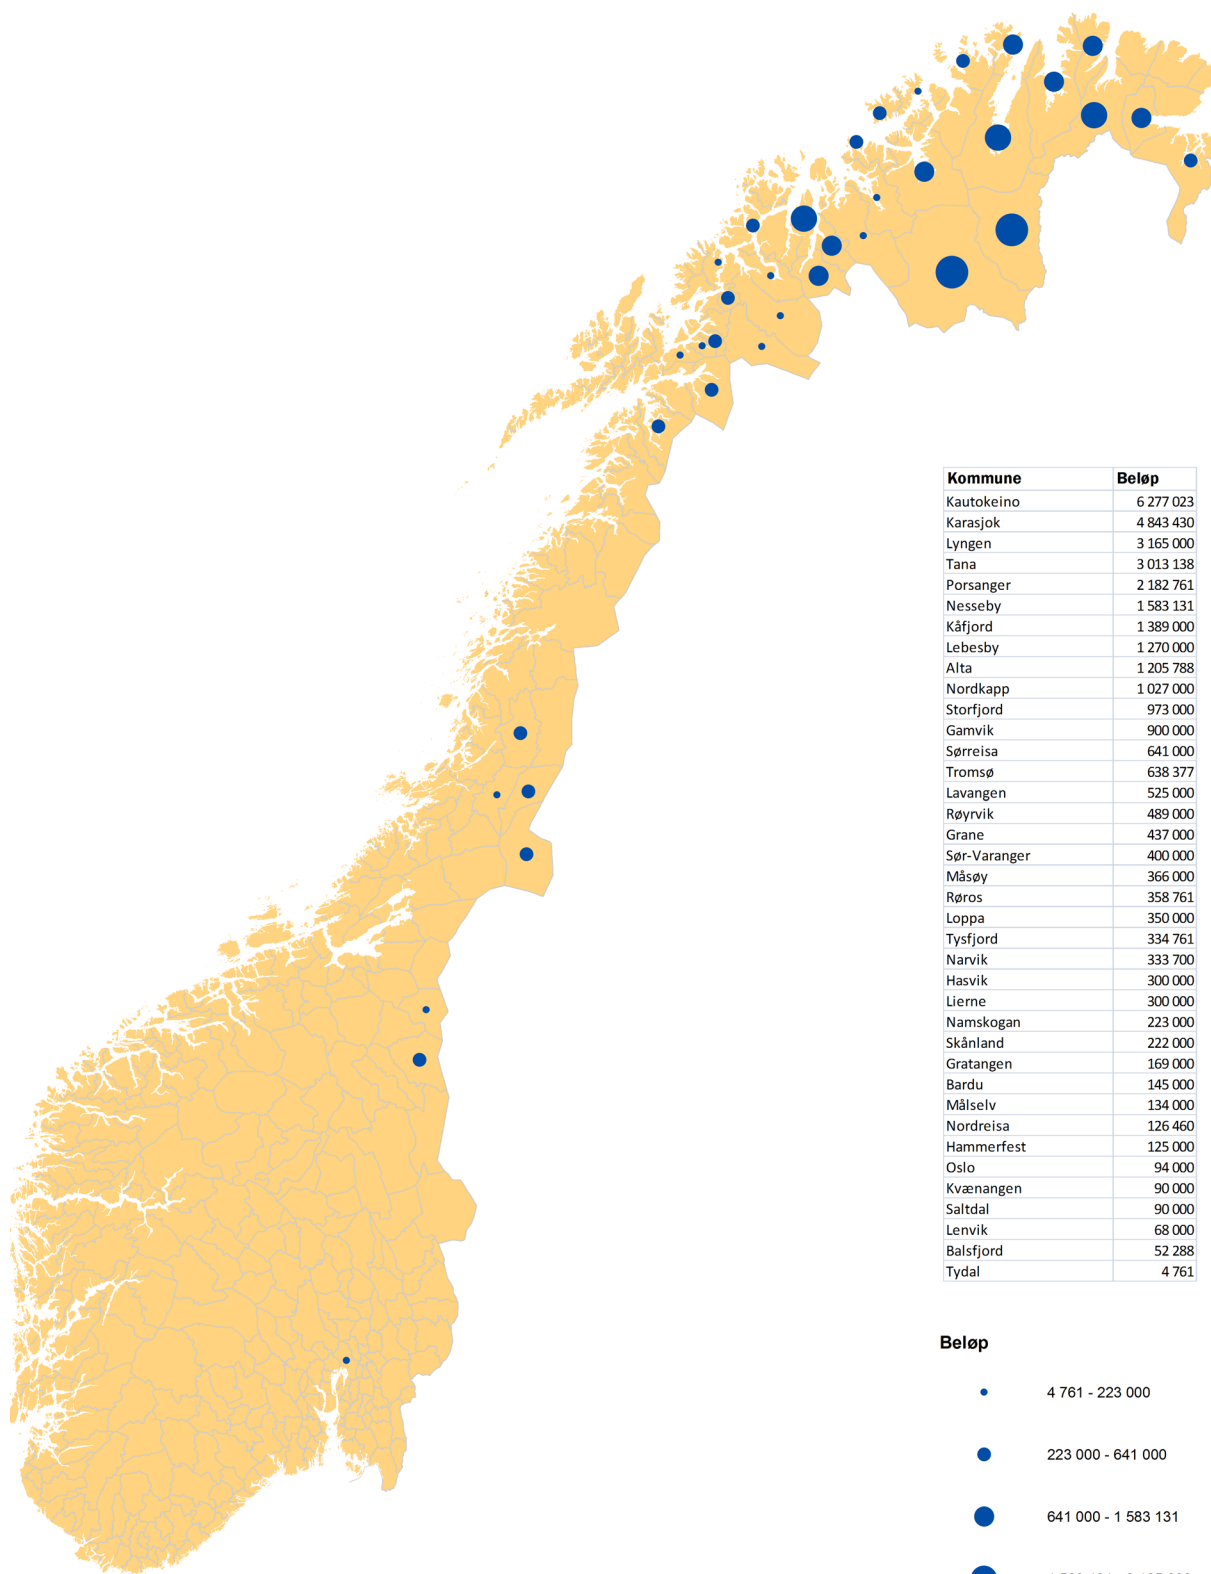 Kommune Beløp
Kautokeino 6 277 023
Karasjok 4 843 430
Lyngen 3 165 000
Tana 3 013 138
Porsanger 2 182 761
Nesseby 1 583 131
Kåfjord 1 389 000
Lebesby 1 270 000
Alta 1 205 788
Nordkapp 1 027 000
Storfjord 973 000
Gamvik 900 000
Sørreisa 641 000
Tromsø 638 377
Lavangen 525 000
Røyrvik 489 000
Grane 437 000
Sør-Varanger 400 000
Måsøy 366 000
Røros 358 761
Loppa 350 000
Tysfjord 334 761
Narvik 333 700
Hasvik 300 000
Lierne 300 000
Namskogan 223 000
Skånland 222 000
Gratangen 169 000
Bardu 145 000
Målselv 134 000
Nordreisa 126 460
Hammerfest 125 000
Oslo 94 000
Kvænangen 90 000
Saltdal 90 000
Lenvik 68 000
Balsfjord 52 288
Tydal 4 761
Beløp
4 761 - 223 000
223 000 - 641 000
641 000 - 1 583 131